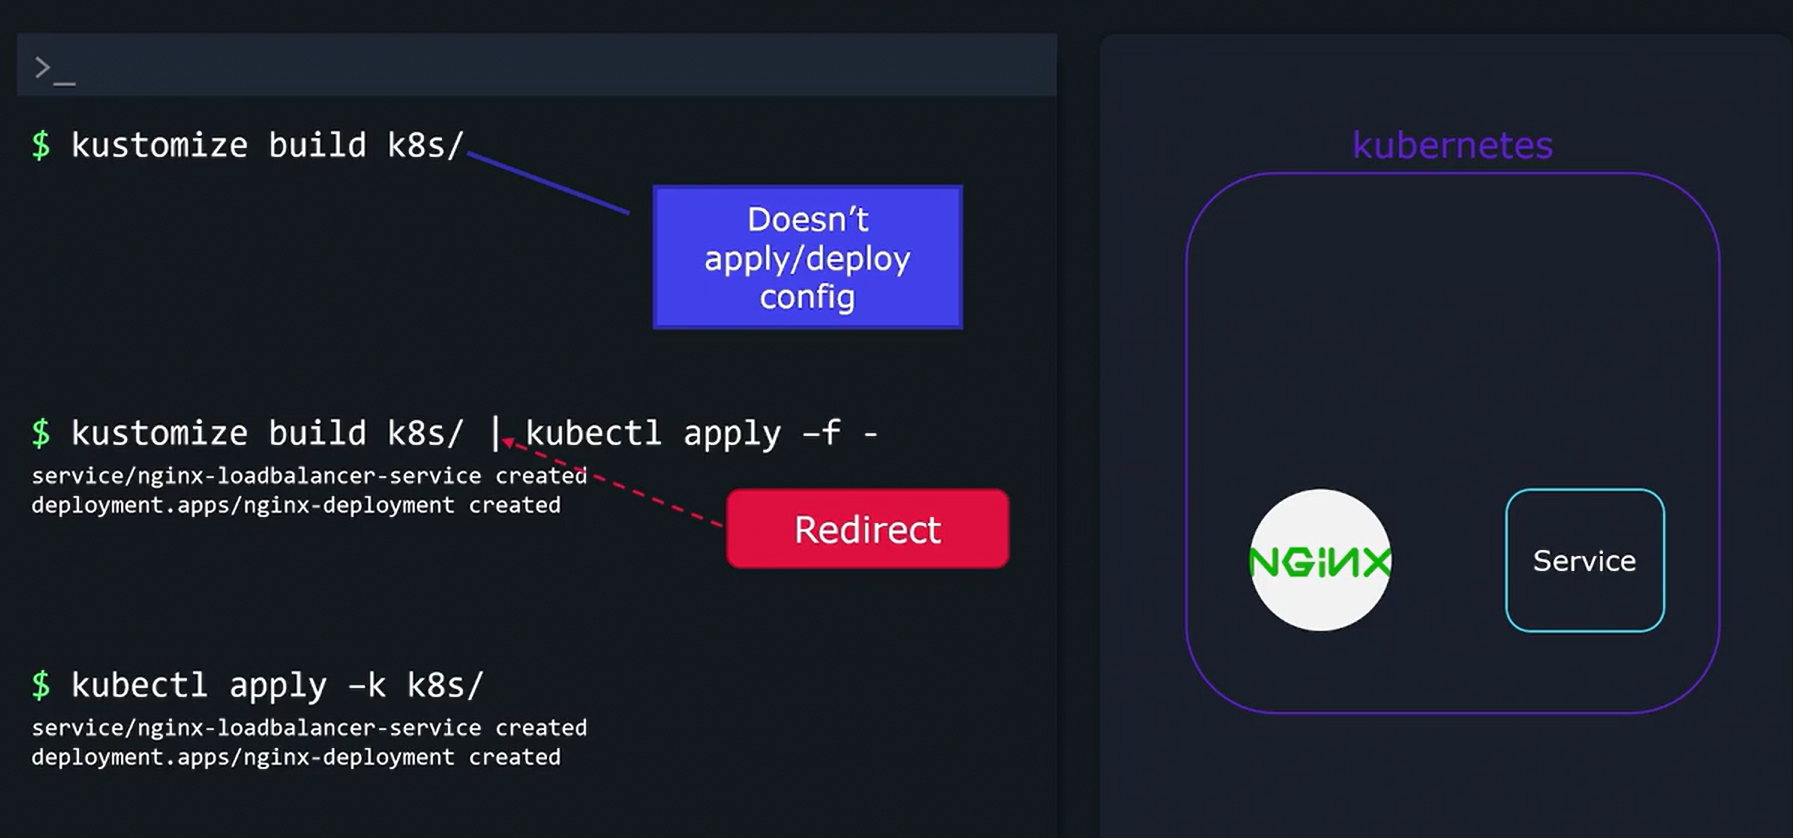 >_
$ kustomize build k8s/
Doesn’t
apply/deploy
config
$ kustomize build k8s/ | kubectl apply –f -
service/nginx-loadbalancer-service created
deployment.apps/nginx-deployment created
Redirect
$ kubectl apply –k k8s/
service/nginx-loadbalancer-service created
deployment.apps/nginx-deployment created
kubernetes
NGiNX
Service